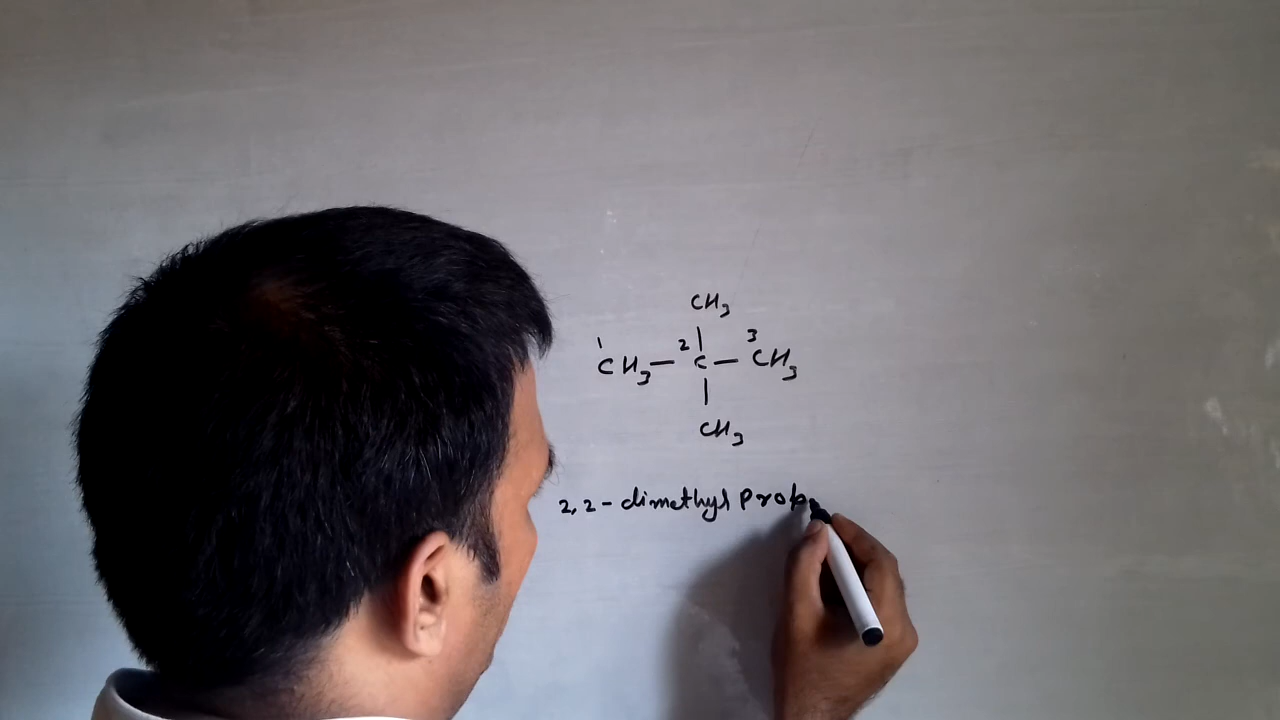 CH3
|
1 2 3
CH3 — C — CH3
|
CH3
2,2-dimethyl Prop